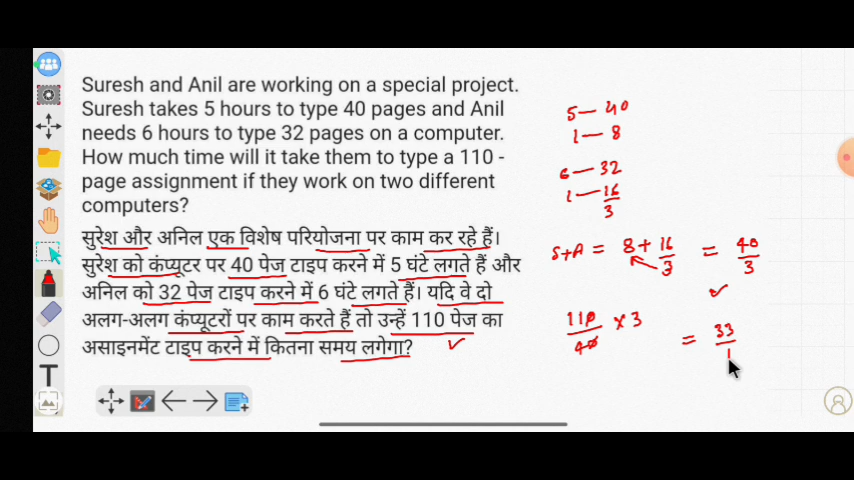 Suresh and Anil are working on a special project.
Suresh takes 5 hours to type 40 pages and Anil
needs 6 hours to type 32 pages on a computer.
How much time will it take them to type a 110 -
page assignment if they work on two different
computers?
सुरेश और अनिल एक विशेष परियोजना पर काम कर रहे हैं।
सुरेश को कंप्यूटर पर 40 पेज टाइप करने में 5 घंटे लगते हैं और
अनिल को 32 पेज टाइप करने में 6 घंटे लगते हैं। यदि वे दो
अलग-अलग कंप्यूटरों पर काम करते हैं तो उन्हें 110 पेज का
असाइनमेंट टाइप करने में कितना समय लगेगा?
5 — 40
1 — 8
6 — 32
1 — 16/3
S+A = 8 + 16/3 = 40/3
110/40 × 3 = 33/1
T